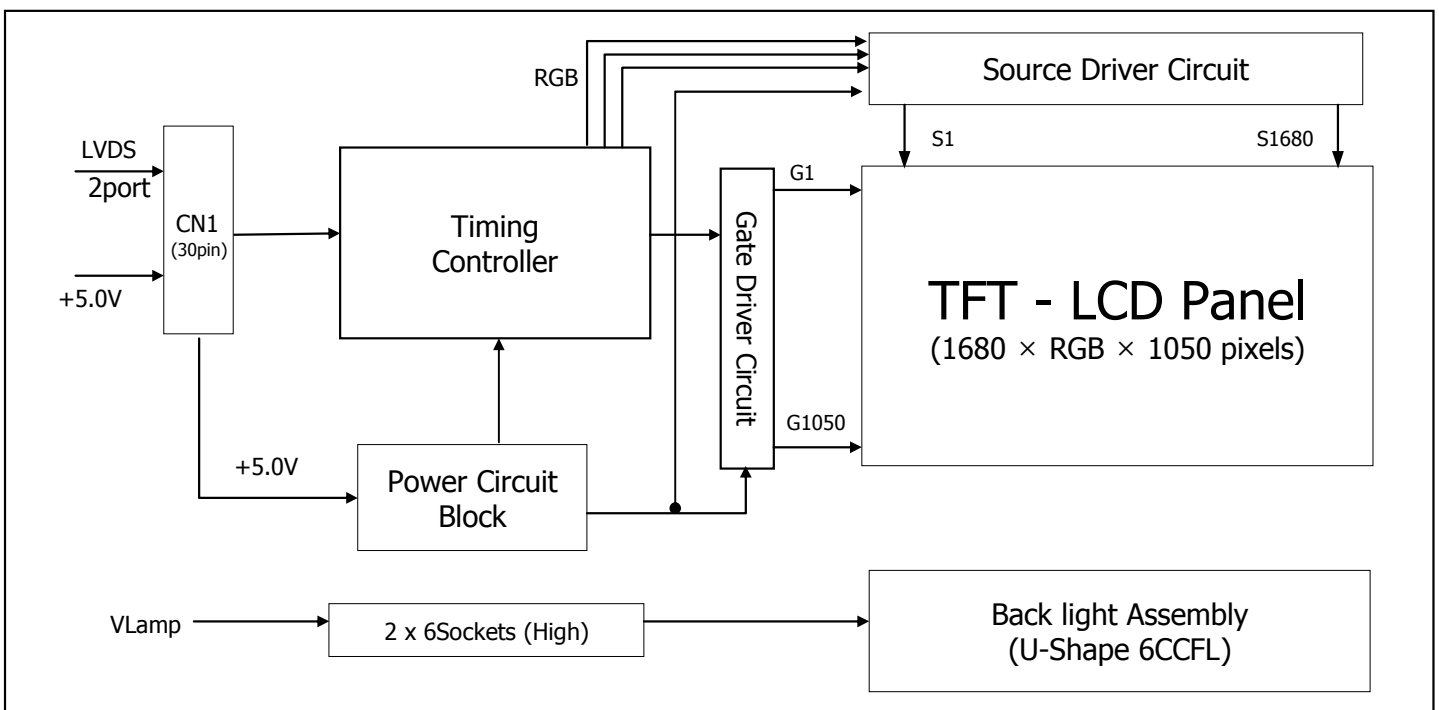 RGB
Source Driver Circuit
S1
S1680
LVDS
2port
CN1
(30pin)
+5.0V
Timing
Controller
Gate Driver Circuit
G1
G1050
TFT - LCD Panel
(1680 × RGB × 1050 pixels)
+5.0V
Power Circuit
Block
VLamp
2 x 6Sockets (High)
Back light Assembly
(U-Shape 6CCFL)